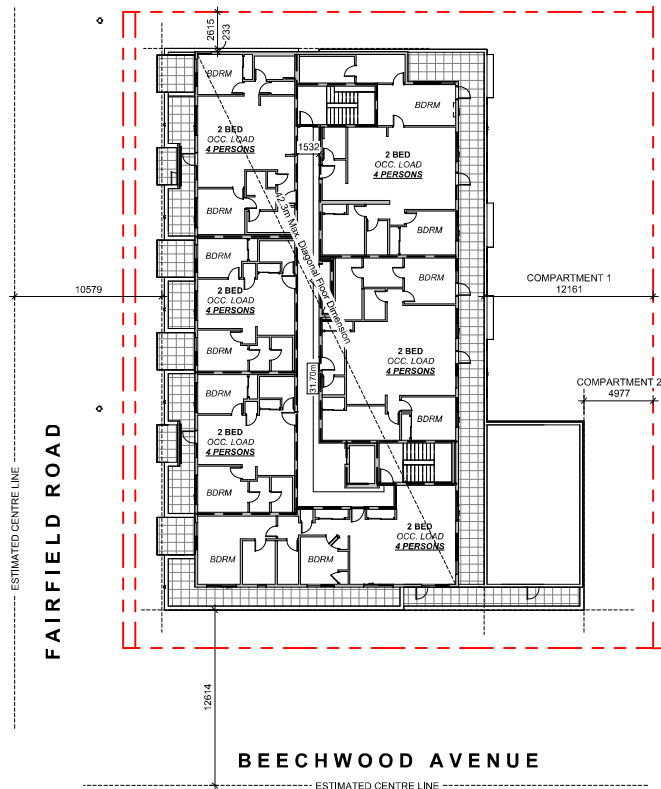 2615
233
BDRM
BDRM
2 BED
OCC. LOAD
4 PERSONS
1532
2 BED
OCC. LOAD
4 PERSONS
BDRM
42.3m Max. Diagonal Floor Dimension
BDRM
BDRM
BDRM
COMPARTMENT 1
12161
10579
2 BED
OCC. LOAD
4 PERSONS
BDRM
2 BED
OCC. LOAD
4 PERSONS
31.70m
COMPARTMENT 2
4977
BDRM
2 BED
OCC. LOAD
4 PERSONS
BDRM
BDRM
2 BED
OCC. LOAD
4 PERSONS
BDRM
BDRM
ESTIMATED CENTRE LINE
FAIRFIELD ROAD
12614
BEECHWOOD AVENUE
ESTIMATED CENTRE LINE